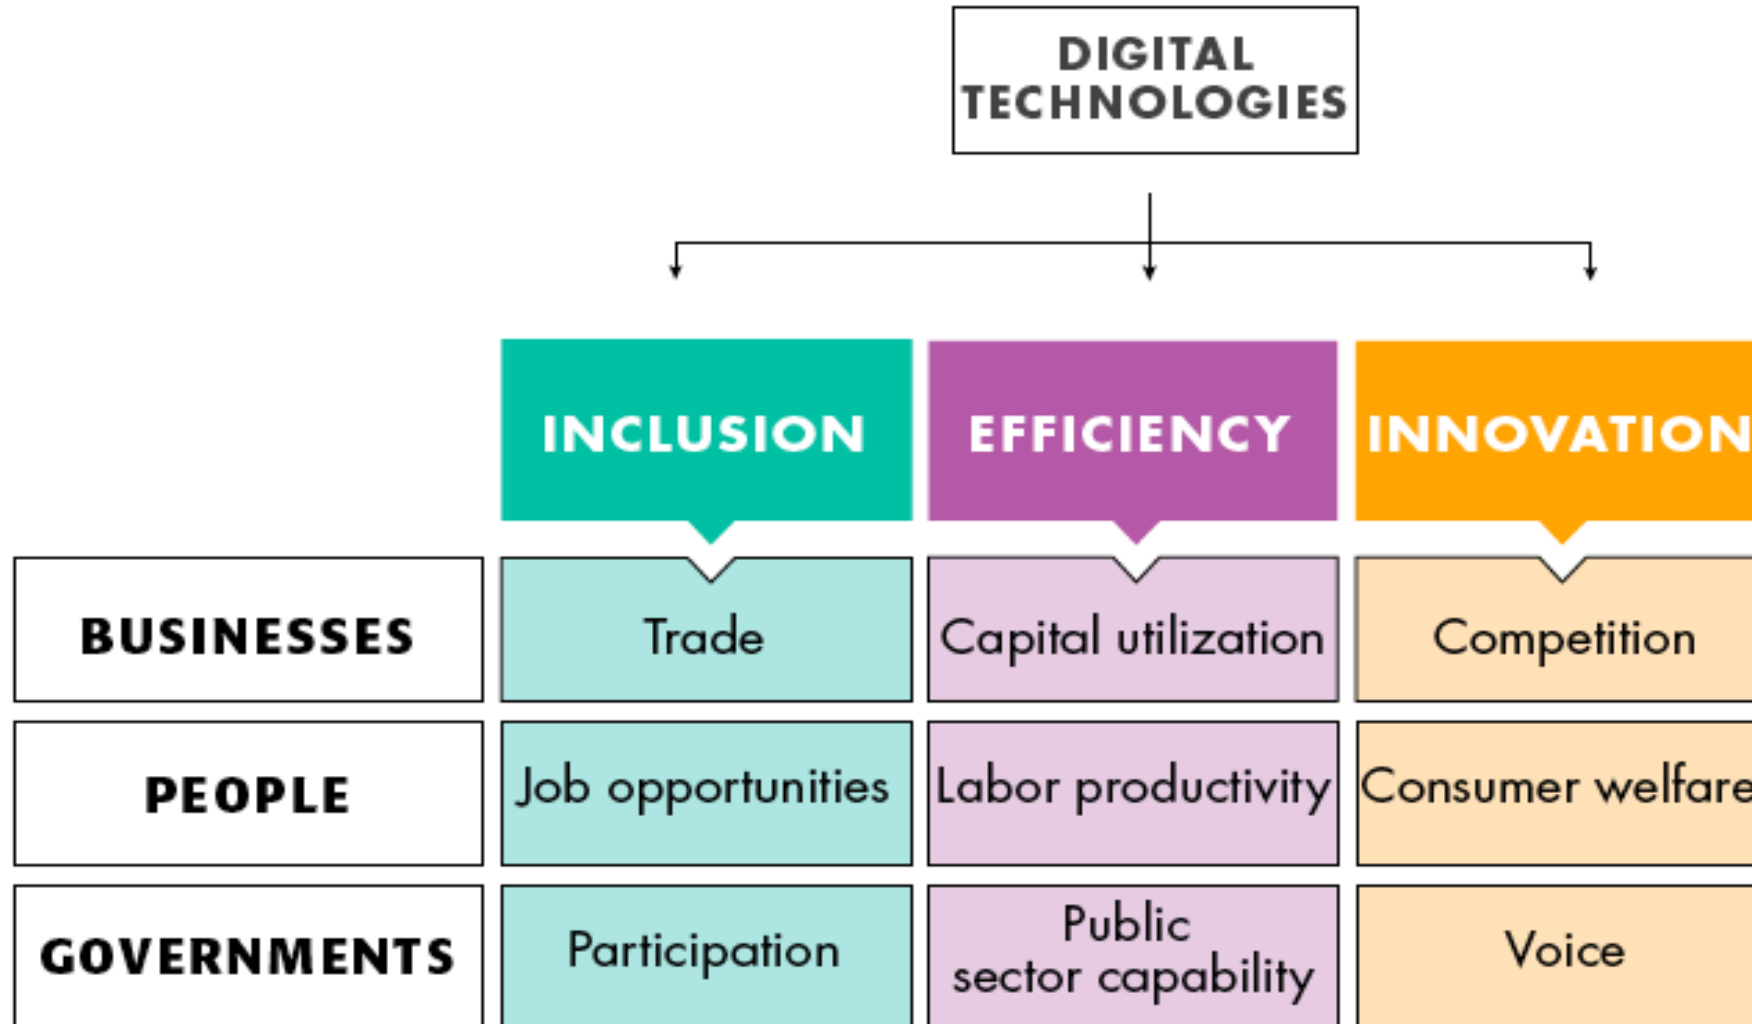 DIGITAL
TECHNOLOGIES
INCLUSION
EFFICIENCY
INNOVATION
BUSINESSES
Trade
Capital utilization
Competition
PEOPLE
Job opportunities
Labor productivity
Consumer welfare
GOVERNMENTS
Participation
Public
sector capability
Voice